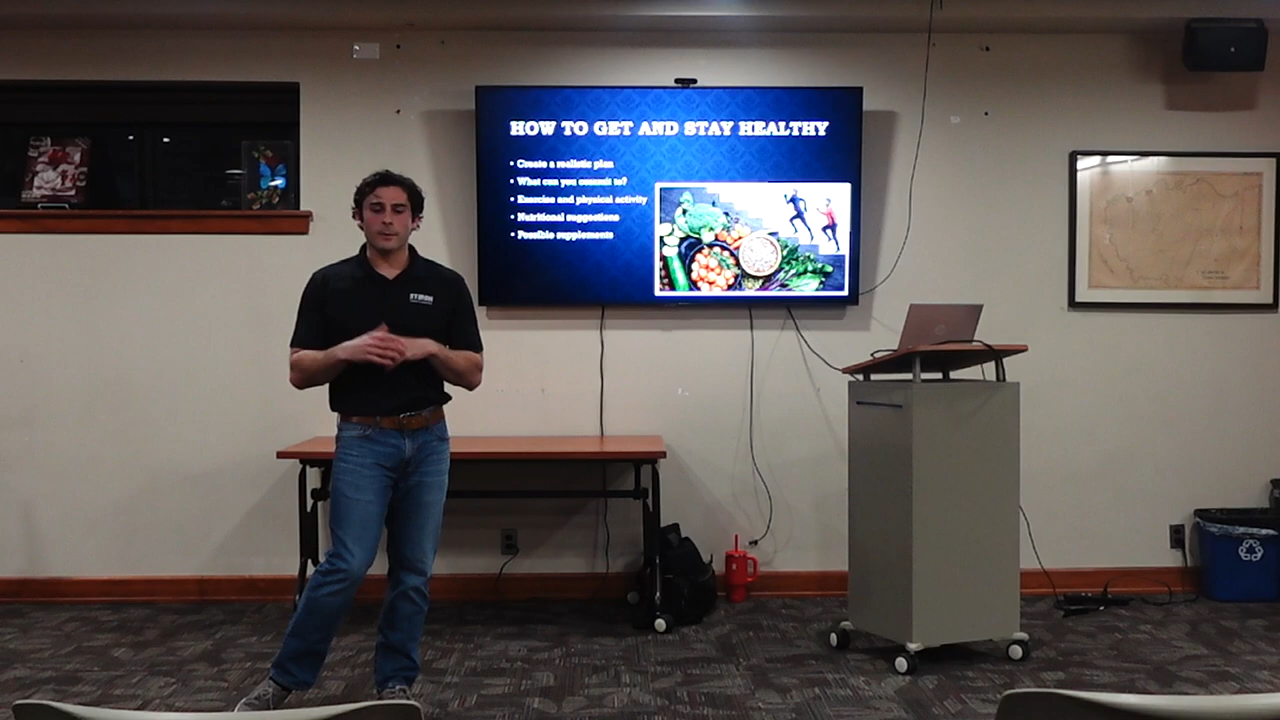 HOW TO GET AND STAY HEALTHY
• Create a realistic plan
• What can you commit to?
• Exercise and physical activity
• Nutritional suggestions
• Possible supplements